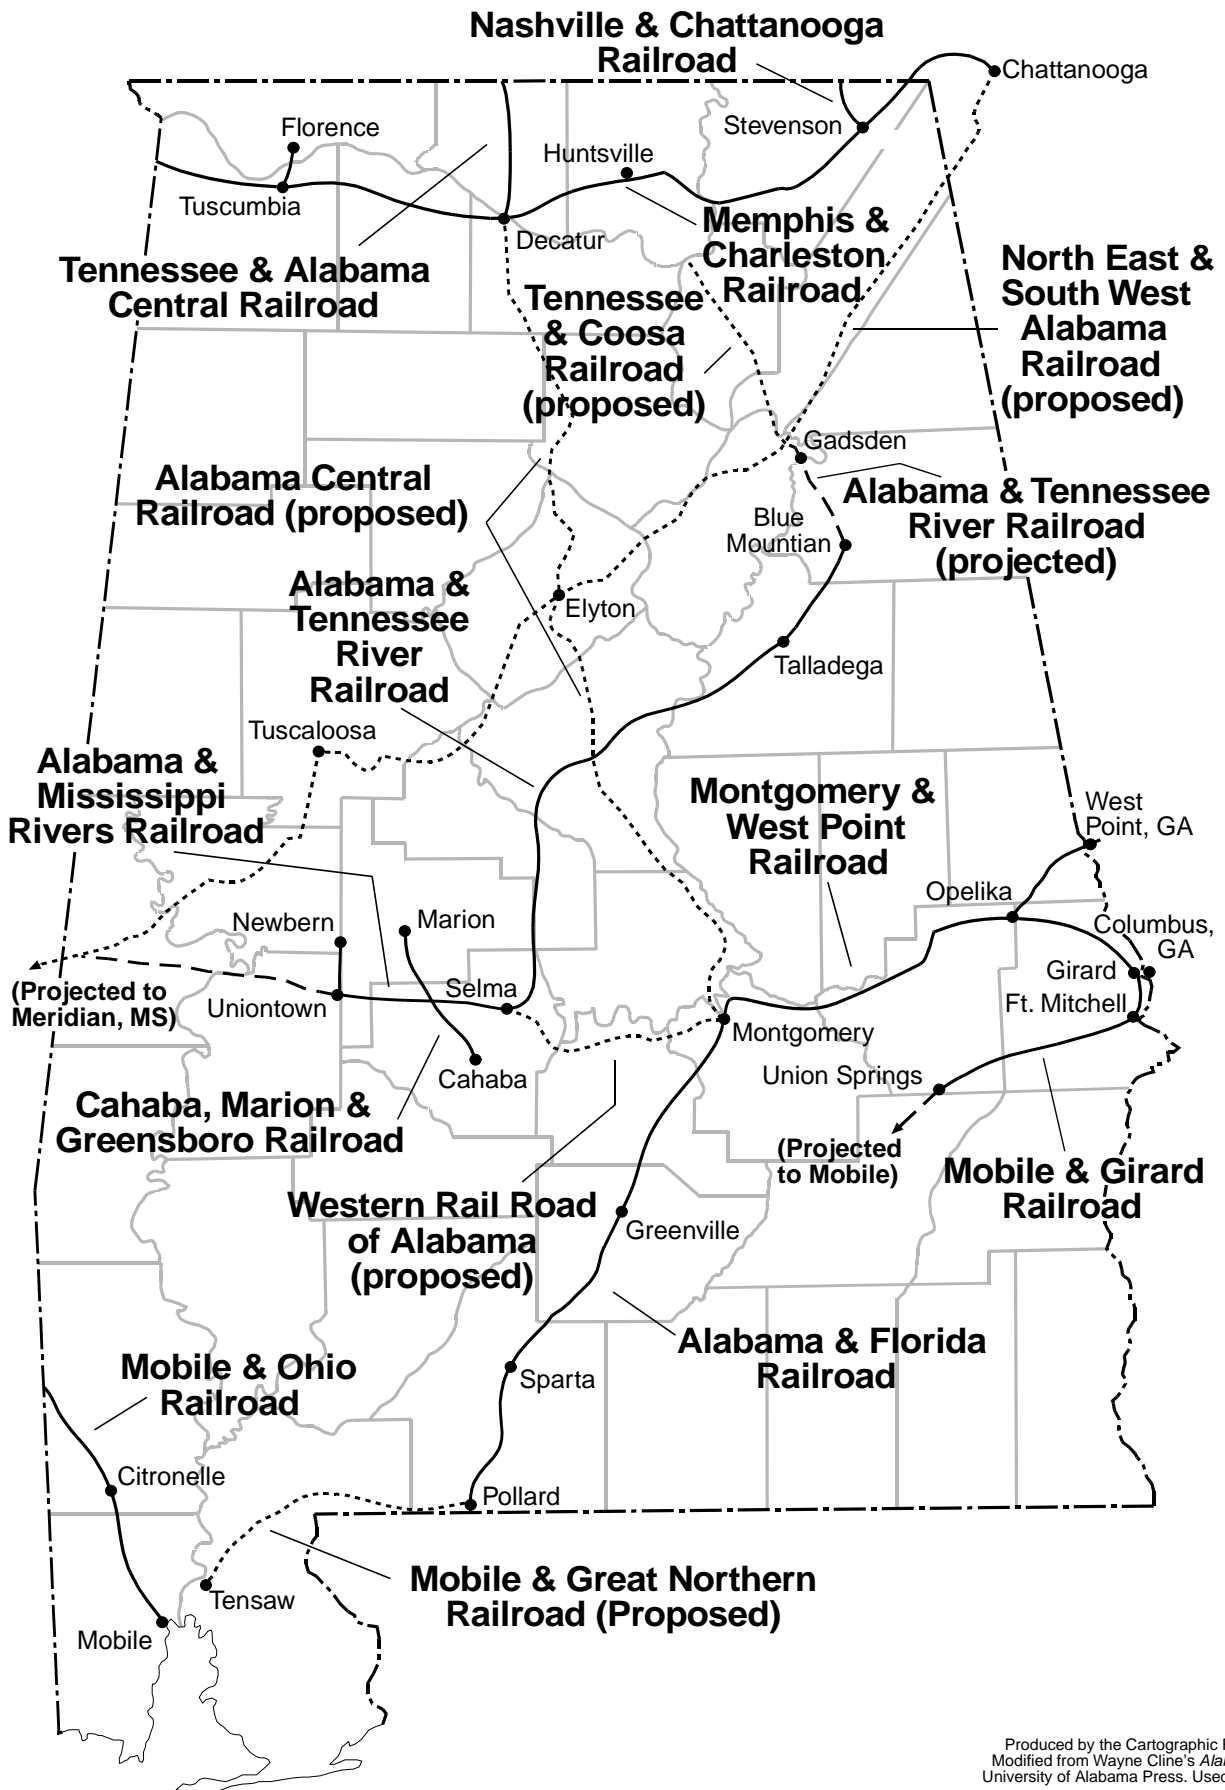 Nashville & Chattanooga
Railroad
Chattanooga
Florence
Stevenson
Huntsville
Tuscumbia
Decatur
Memphis &
Charleston
Railroad
Tennessee & Alabama
Central Railroad
North East &
South West
Alabama
Railroad
(proposed)
Tennessee
& Coosa
Railroad
(proposed)
Gadsden
Alabama Central
Railroad (proposed)
Alabama & Tennessee
River Railroad
(projected)
Blue
Mountian
Alabama &
Tennessee
River
Railroad
Elyton
Talladega
Tuscaloosa
Alabama &
Mississippi
Rivers Railroad
Montgomery &
West Point
Railroad
West
Point, GA
Opelika
Newbern
Marion
Columbus,
GA
Girard
(Projected to
Meridian, MS)
Uniontown
Selma
Ft. Mitchell
Montgomery
Cahaba
Union Springs
Cahaba, Marion &
Greensboro Railroad
(Projected
to Mobile)
Mobile & Girard
Railroad
Western Rail Road
of Alabama
(proposed)
Greenville
Alabama & Florida
Railroad
Mobile & Ohio
Railroad
Sparta
Citronelle
Pollard
Mobile & Great Northern
Railroad (Proposed)
Tensaw
Mobile
Produced by the Cartographic
Modified from Wayne Cline's
University of Alabama Press.